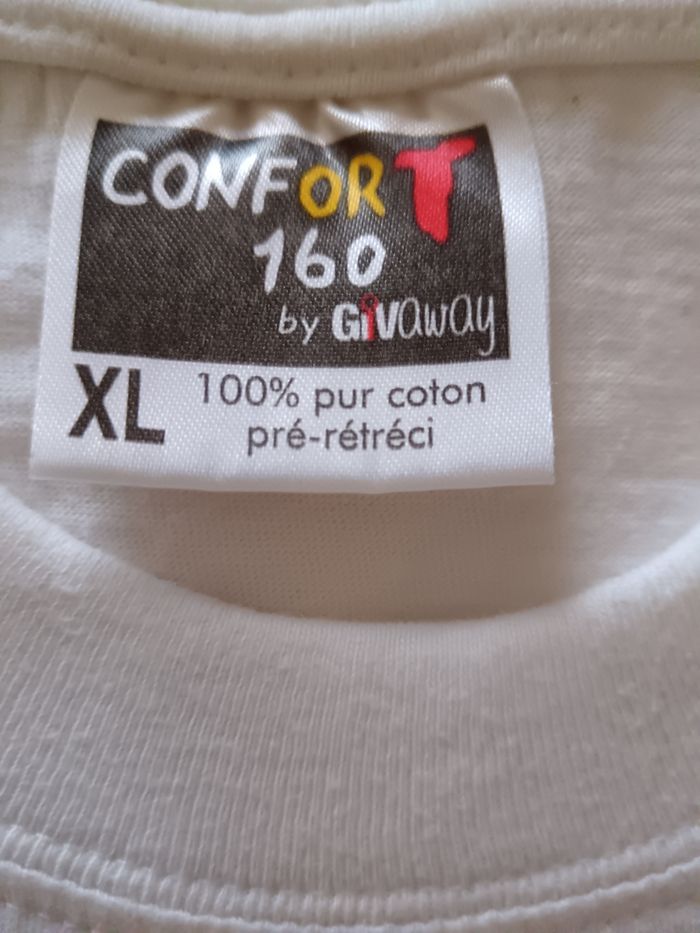 CONFORT
160
by Givaway
XL 100% pur coton
pré-rétréci